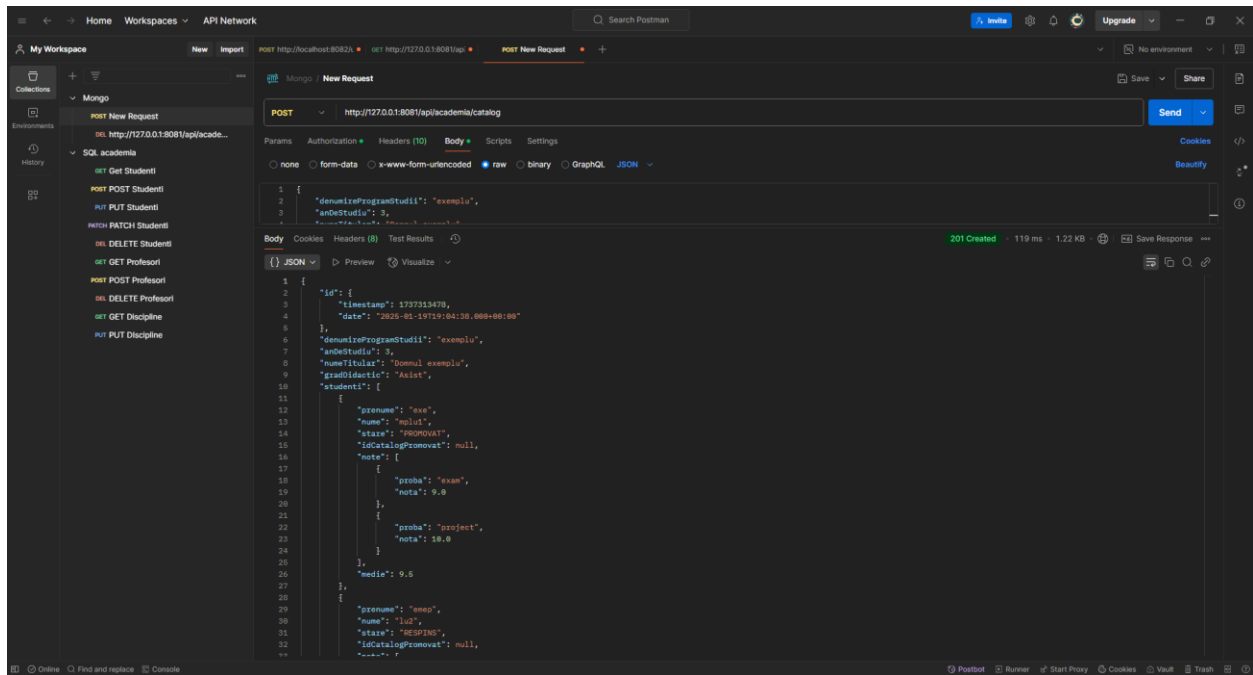 Home Workspaces API Network Search Postman Invite Upgrade
My Workspace New Import POST http://localhost:8082/\ GET http://127.0.0.1:8081/api POST New Request No environment
Collections
Environments
History
Mongo
POST New Request
DEL http://127.0.0.1:8081/api/acade...
SQL academia
GET Get Studenti
POST POST Studenti
PUT PUT Studenti
PATCH PATCH Studenti
DEL DELETE Studenti
GET GET Profesori
POST POST Profesori
DEL DELETE Profesori
GET GET Discipline
PUT PUT Discipline
Mongo / New Request Save Share
POST http://127.0.0.1:8081/api/academia/catalog Send
Params Authorization Headers (10) Body Scripts Settings Cookies
none form-data x-www-form-urlencoded raw binary GraphQL JSON Beautify
1 {
2 "denumireProgramStudii": "exemplu",
3 "anDeStudiu": 3,
Body Cookies Headers (8) Test Results 201 Created 119 ms 1.22 KB Save Response
{} JSON Preview Visualize
1 {
2 "id": {
3 "timestamp": 1737313478,
4 "date": "2025-01-19T19:04:38.000+00:00"
5 },
6 "denumireProgramStudii": "exemplu",
7 "anDeStudiu": 3,
8 "numeTitular": "Domnul exemplu",
9 "gradDidactic": "Asist",
10 "studenti": [
11 {
12 "prenume": "exe",
13 "nume": "mplu1",
14 "stare": "PROMOVAT",
15 "idCatalogPromovat": null,
16 "note": [
17 {
18 "proba": "exam",
19 "nota": 9.0
20 },
21 {
22 "proba": "project",
23 "nota": 10.0
24 }
25 ],
26 "medie": 9.5
27 },
28 {
29 "prenume": "emep",
30 "nume": "lu2",
31 "stare": "RESPINS",
32 "idCatalogPromovat": null,
Online Find and replace Console Postbot Runner Start Proxy Cookies Vault Trash